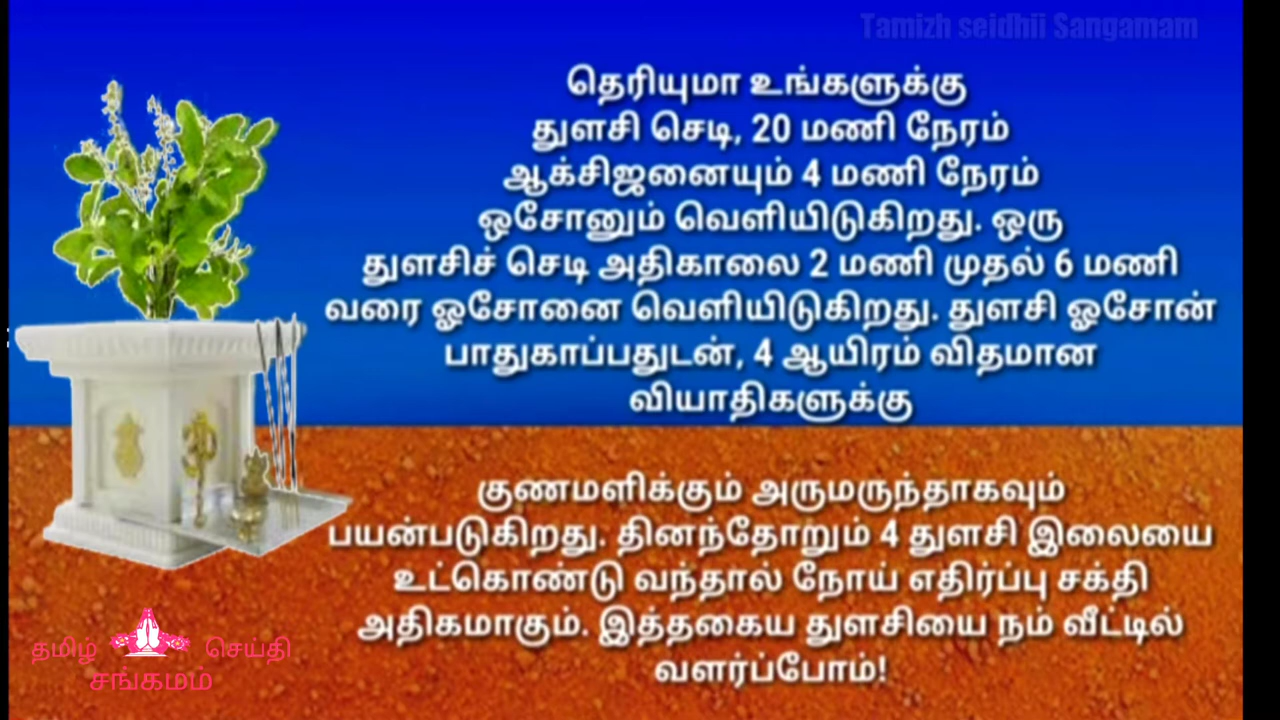 Tamizh seidhii Sangamam
தெரியுமா உங்களுக்கு
துளசி செடி, 20 மணி நேரம்
ஆக்சிஜனையும் 4 மணி நேரம்
ஒசோனும் வெளியிடுகிறது. ஒரு
துளசிச் செடி அதிகாலை 2 மணி முதல் 6 மணி
வரை ஓசோனை வெளியிடுகிறது. துளசி ஓசோன்
பாதுகாப்பதுடன், 4 ஆயிரம் விதமான
வியாதிகளுக்கு
குணமளிக்கும் அருமருந்தாகவும்
பயன்படுகிறது. தினந்தோறும் 4 துளசி இலையை
உட்கொண்டு வந்தால் நோய் எதிர்ப்பு சக்தி
அதிகமாகும். இத்தகைய துளசியை நம் வீட்டில்
வளர்ப்போம்!
தமிழ் செய்தி
சங்கமம்